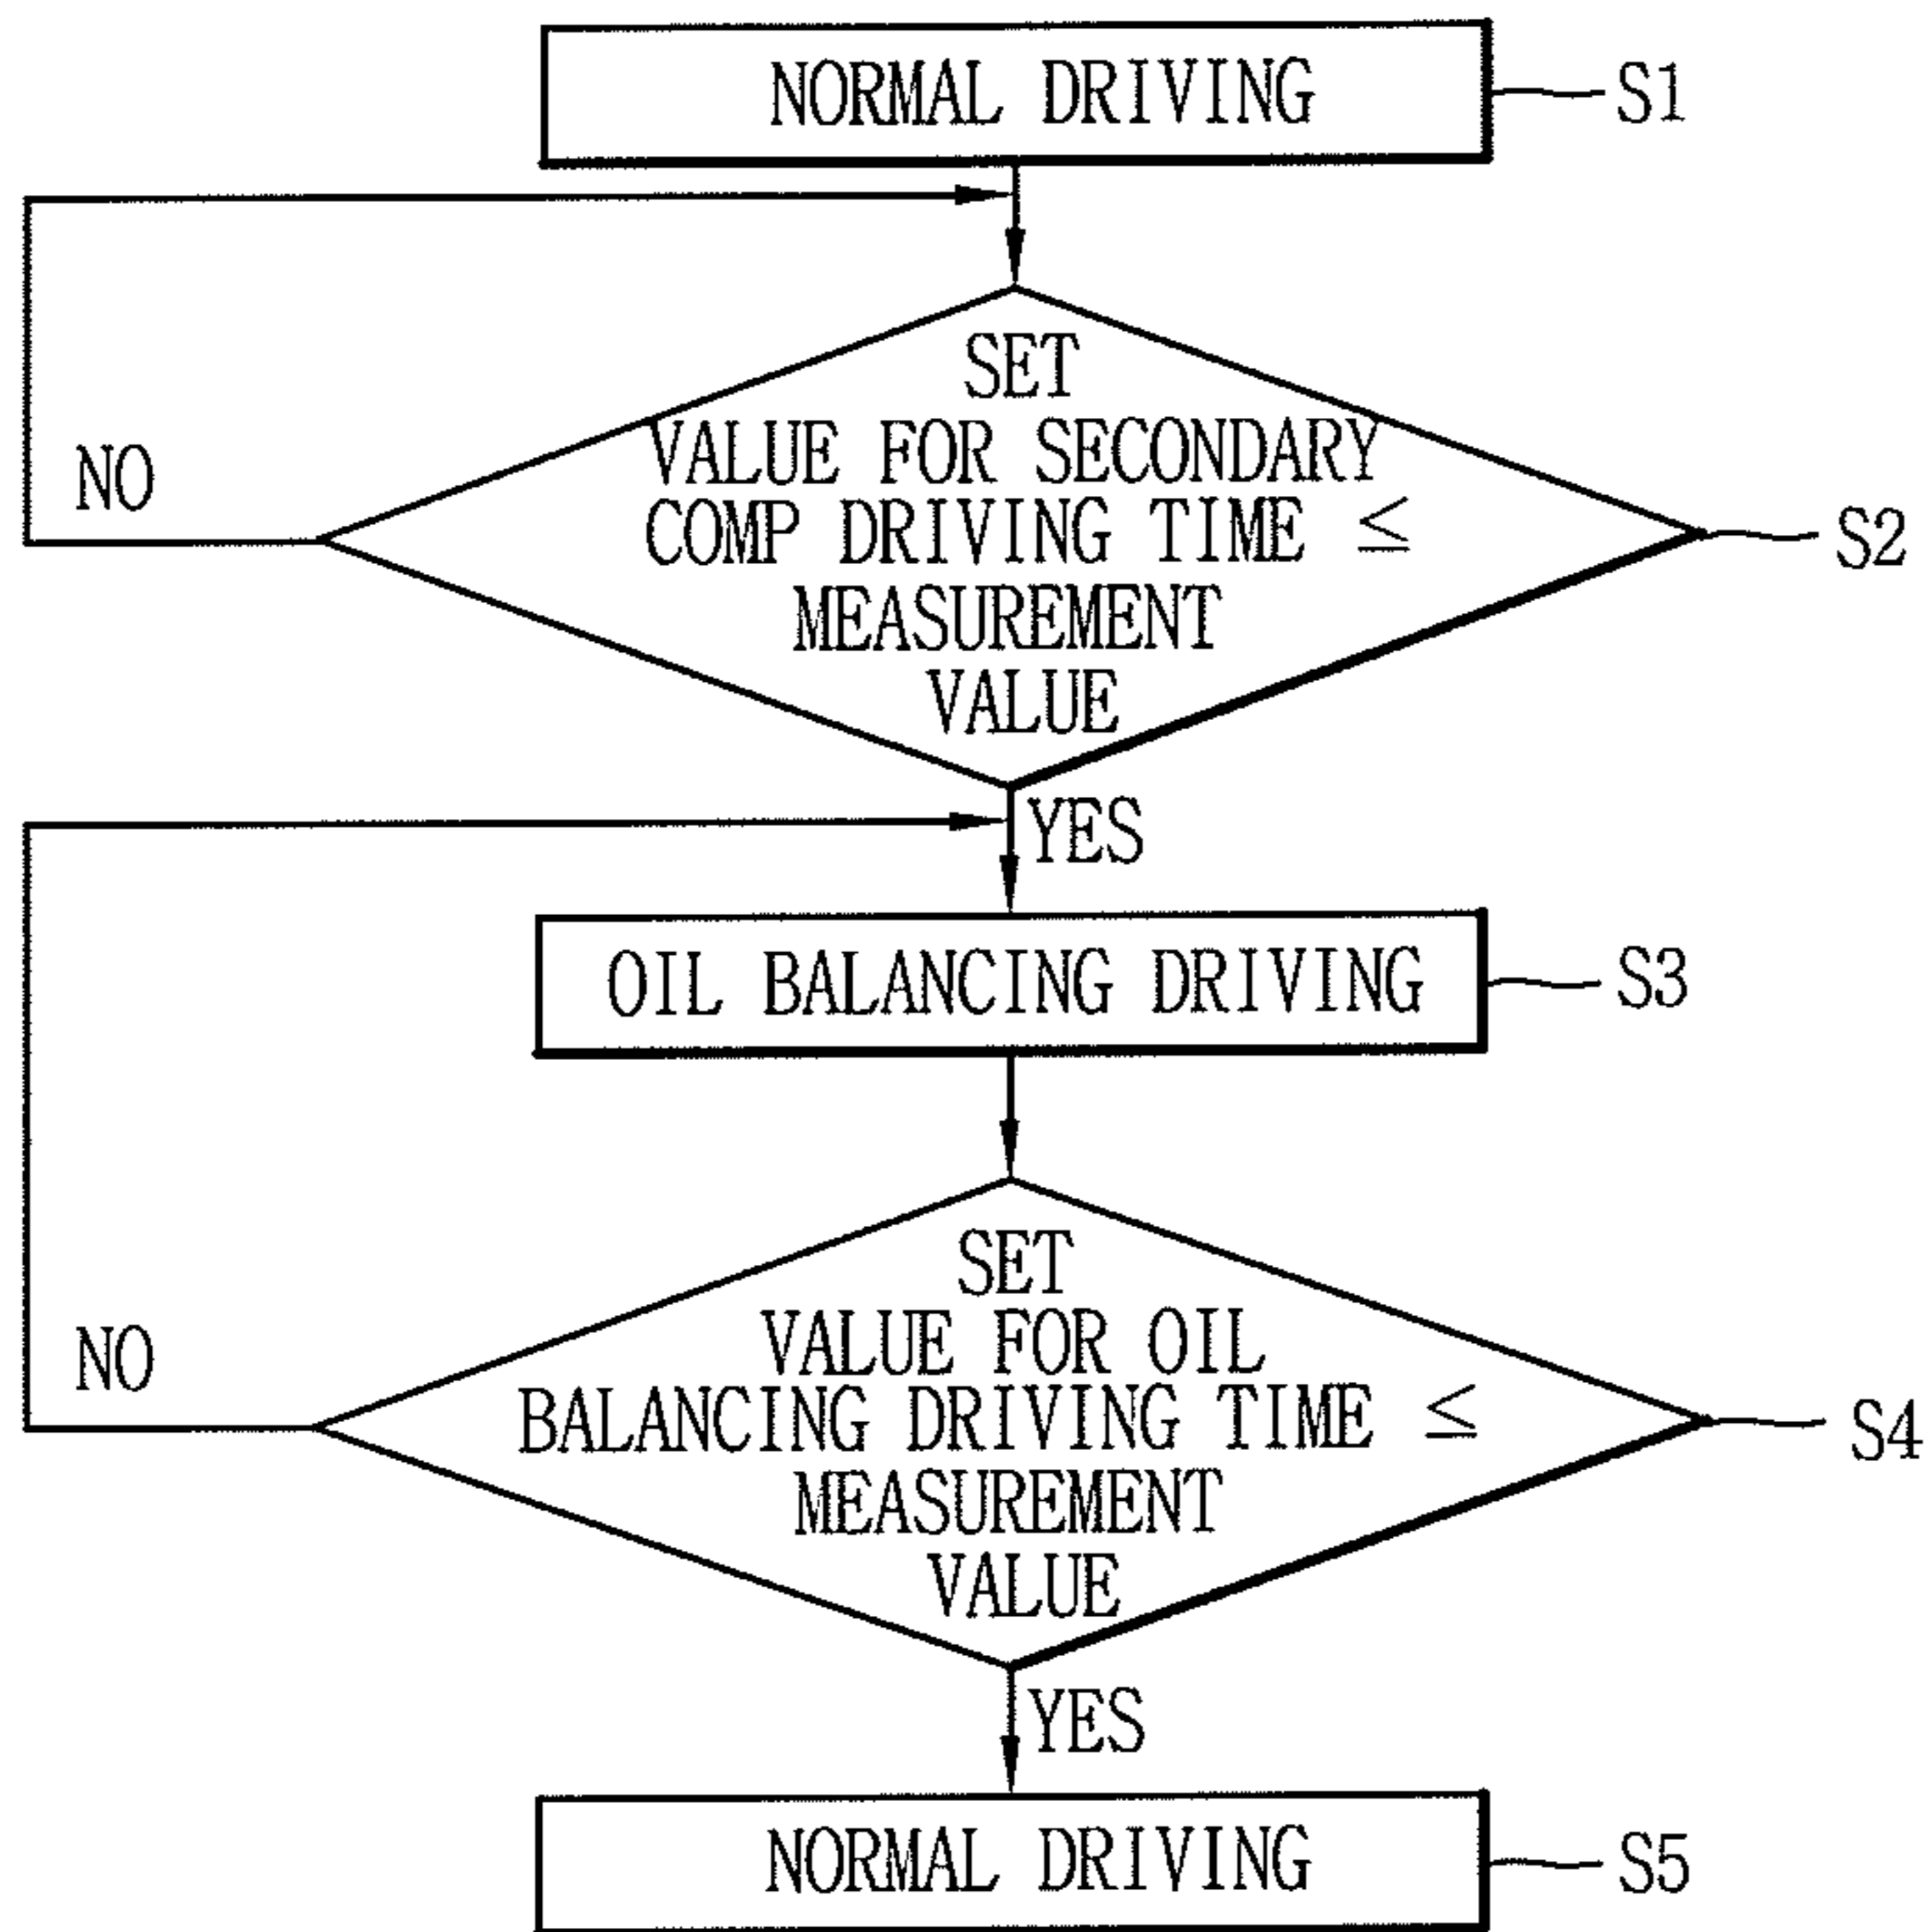 NORMAL DRIVING
S1
SET
VALUE FOR SECONDARY
COMP DRIVING TIME ≤
MEASUREMENT
VALUE
NO
S2
YES
OIL BALANCING DRIVING
S3
SET
VALUE FOR OIL
BALANCING DRIVING TIME ≤
MEASUREMENT
VALUE
NO
S4
YES
NORMAL DRIVING
S5